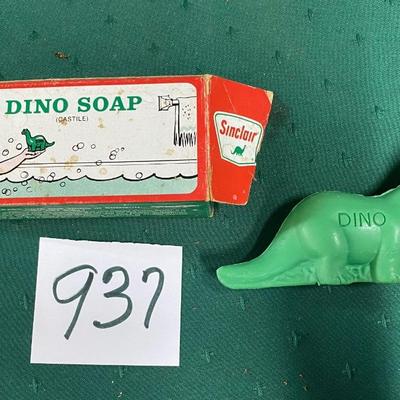 DINO SOAP
(CASTILE)
Sinclair
DINO
937